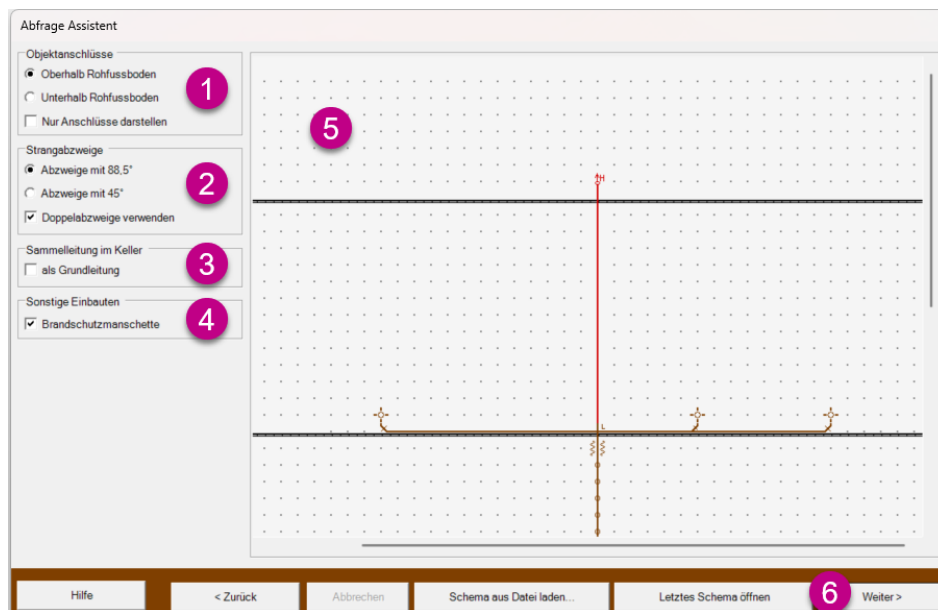 Abfrage Assistent
Objektanschlüsse
Oberhalb Rohfussboden
Unterhalb Rohfussboden
Nur Anschlüsse darstellen
1
Strangabzweige
Abzweige mit 88,5°
Abzweige mit 45°
Doppelabzweige verwenden
2
Sammelleitung im Keller
als Grundleitung
3
Sonstige Einbauten
Brandschutzmanschette
4
5
H
L
Hilfe
< Zurück
Abbrechen
Schema aus Datei laden...
Letztes Schema öffnen
6
Weiter >